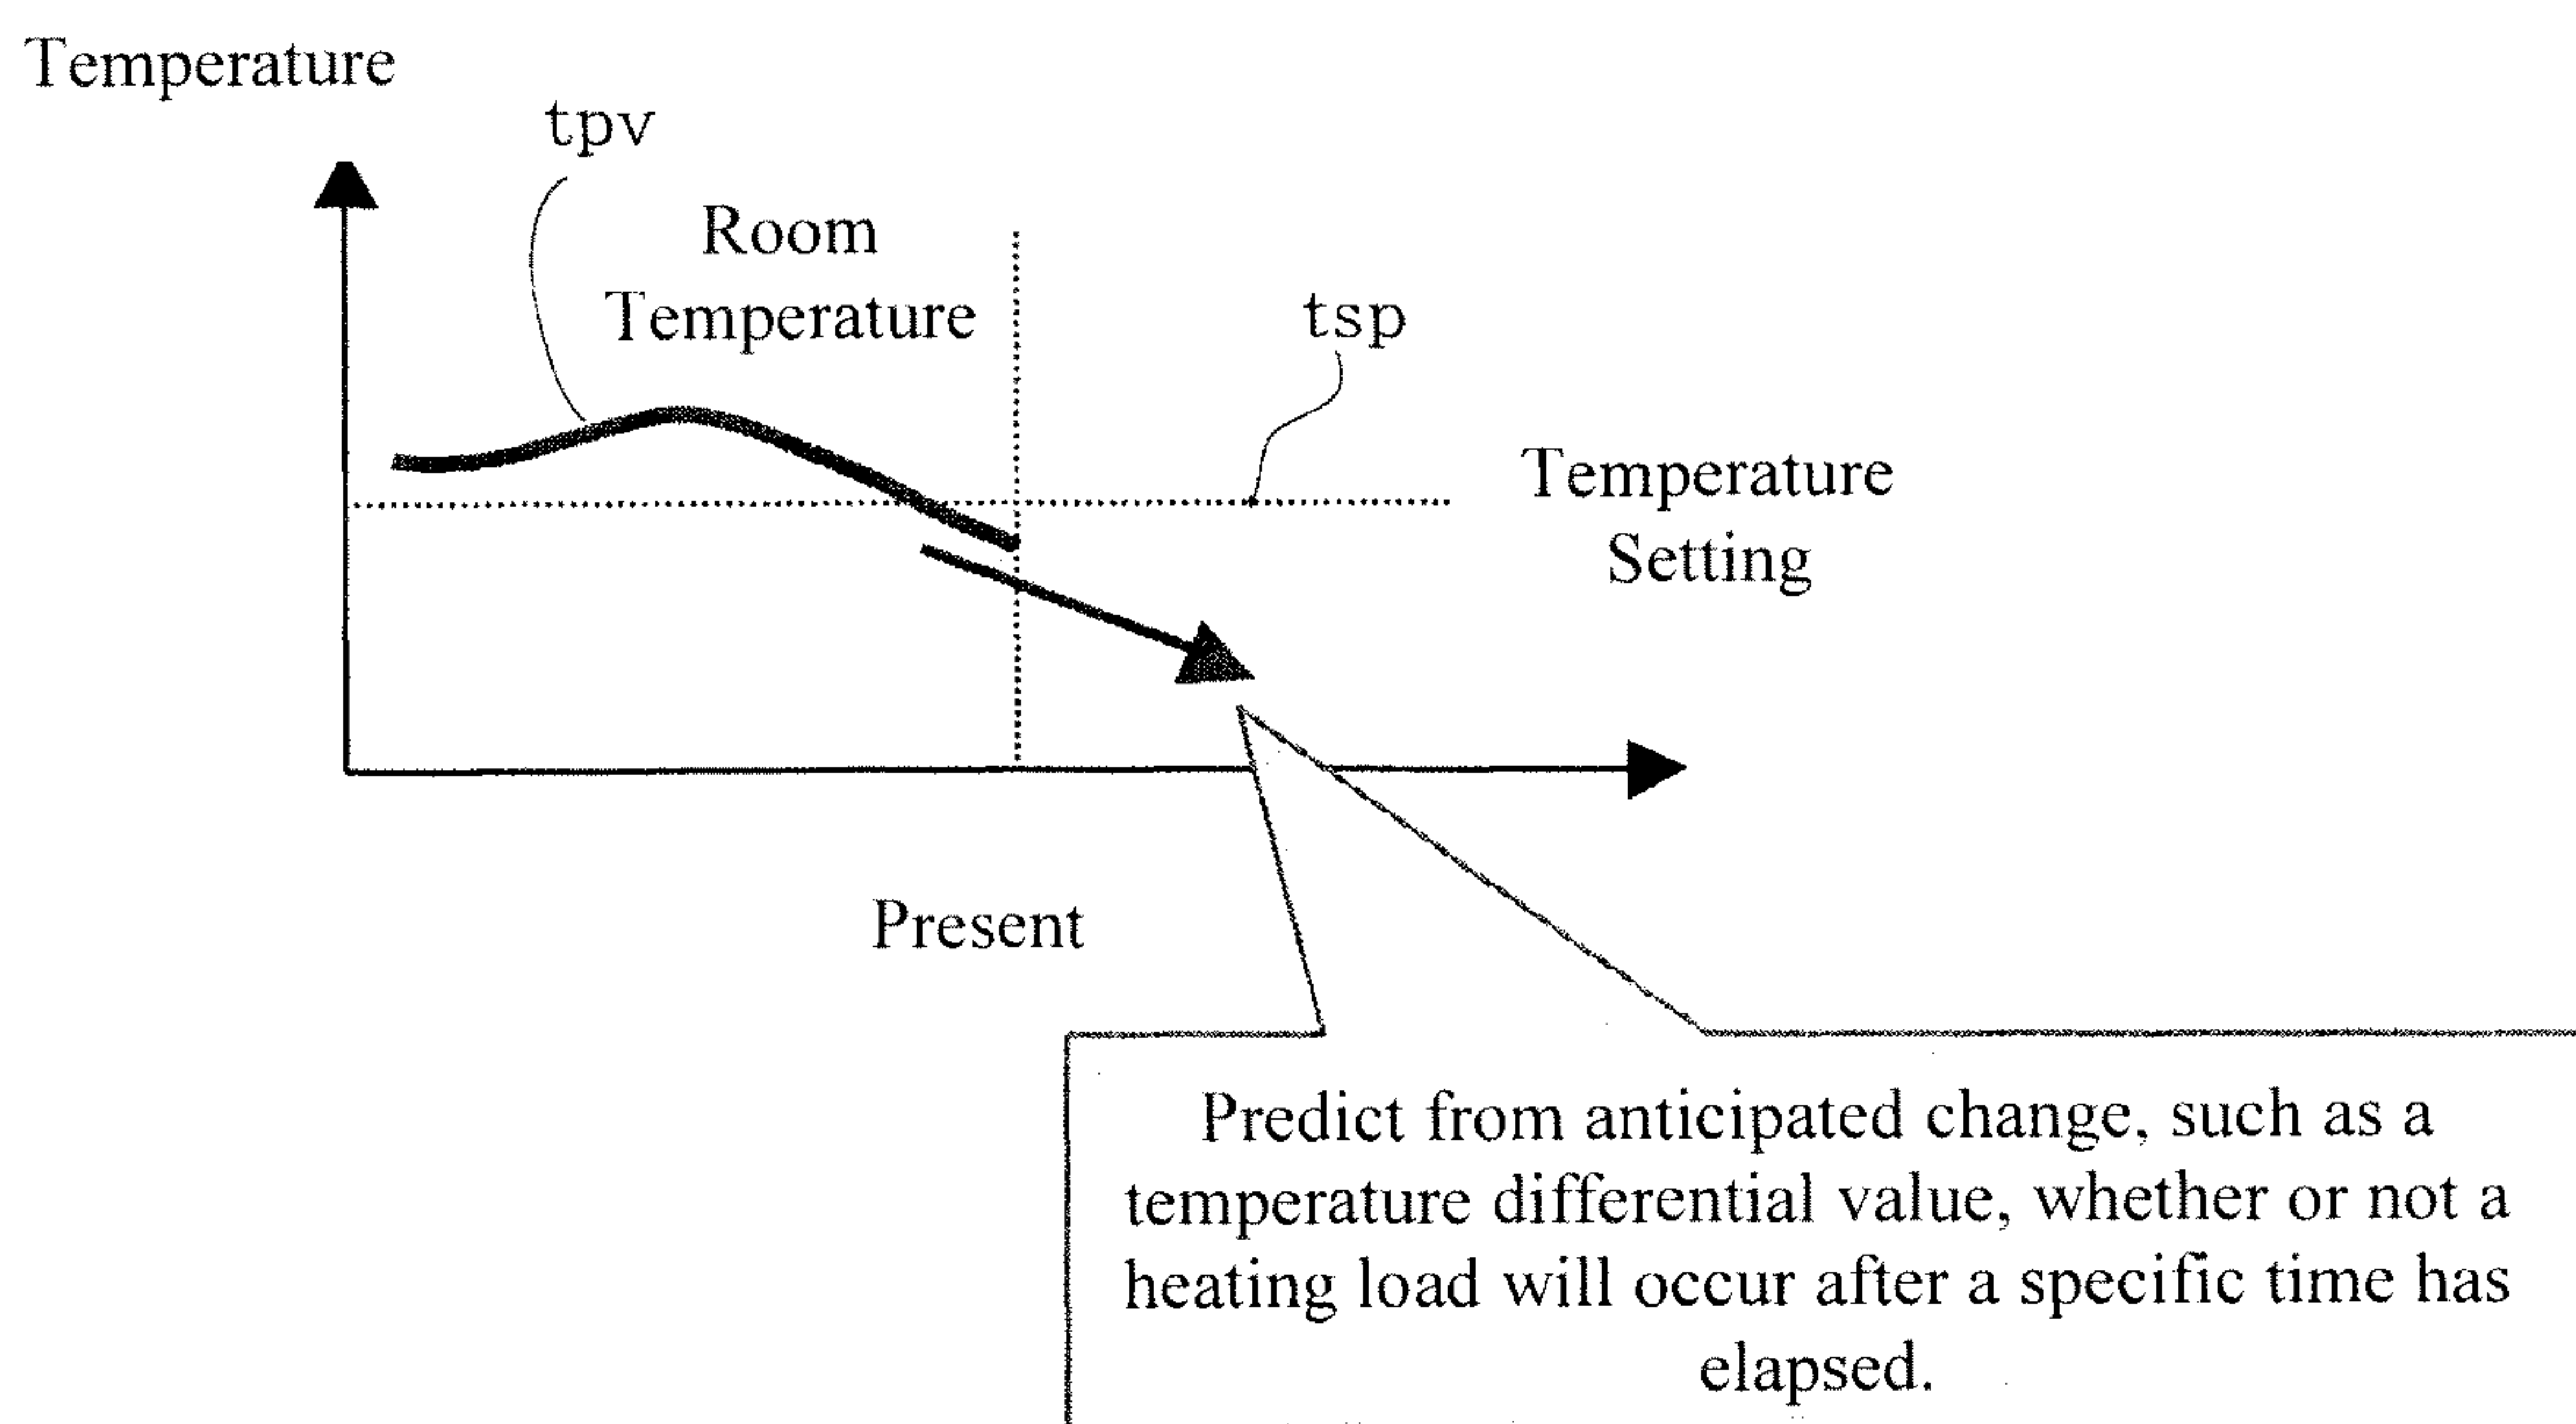 Temperature
tpv
Room
Temperature
tsp
Temperature
Setting
Present
Predict from anticipated change, such as a
temperature differential value, whether or not a
heating load will occur after a specific time has
elapsed.